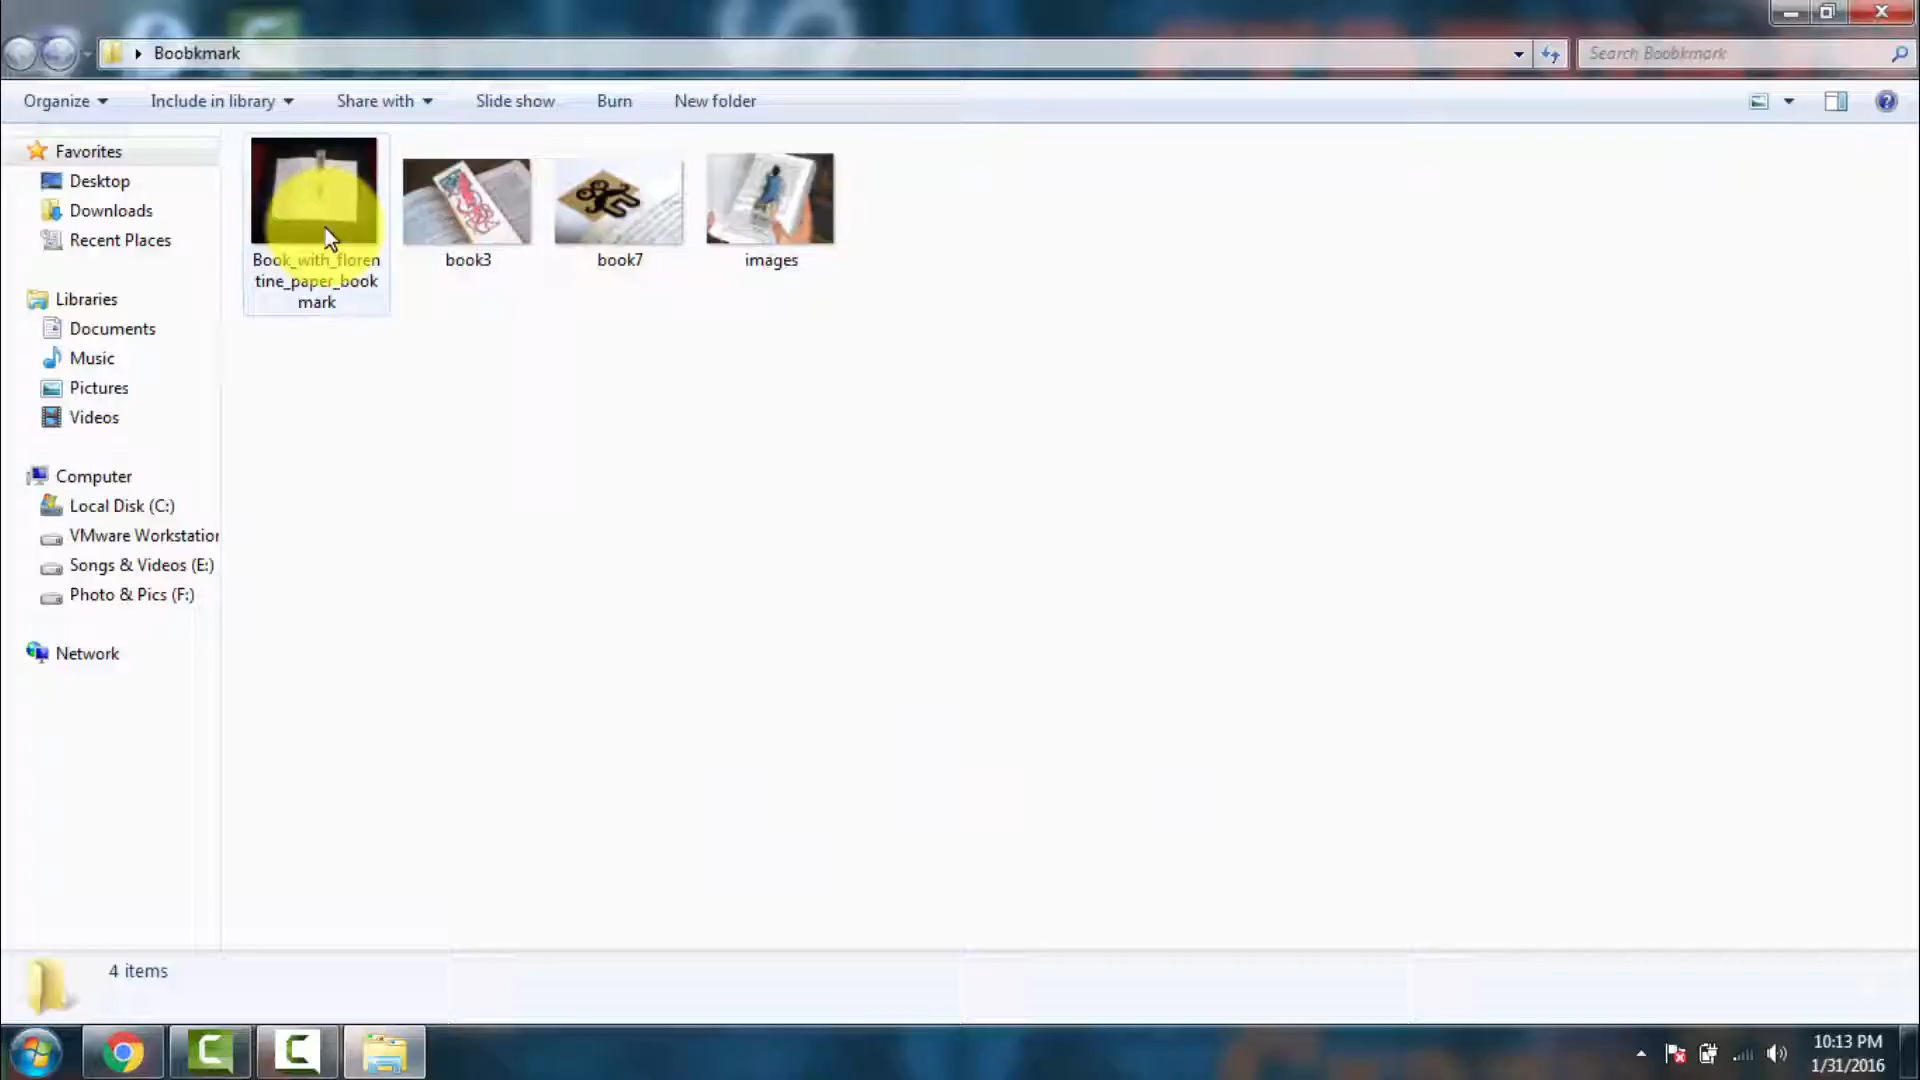 Boobkmark
Search Boobkmark
Organize
Include in library
Share with
Slide show
Burn
New folder
Favorites
Desktop
Downloads
Recent Places
Libraries
Documents
Music
Pictures
Videos
Computer
Local Disk (C:)
VMware Workstation
Songs & Videos (E:)
Photo & Pics (F:)
Network
Book_with_floren
tine_paper_book
mark
book3
book7
images
4 items
10:13 PM
1/31/2016